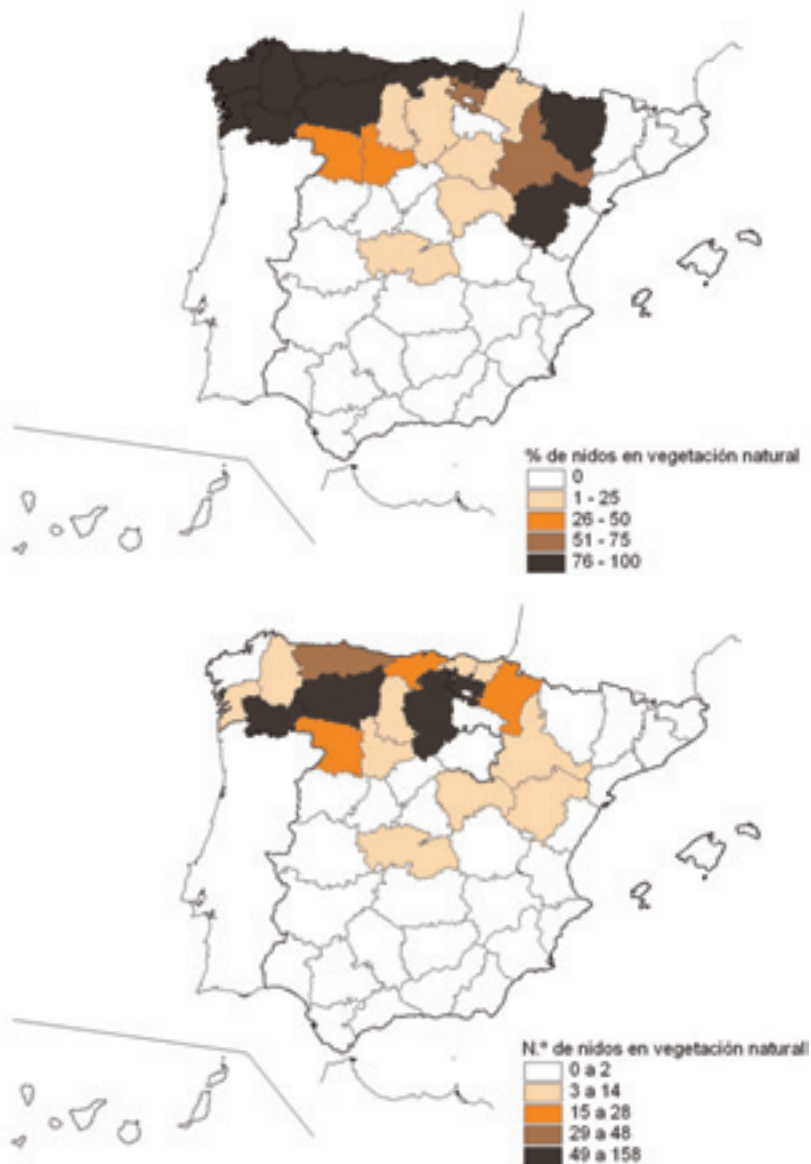 % de nidos en vegetación natural
0
1 - 25
26 - 50
51 - 75
76 - 100
N.º de nidos en vegetación natural
0 a 2
3 a 14
15 a 28
29 a 48
49 a 158